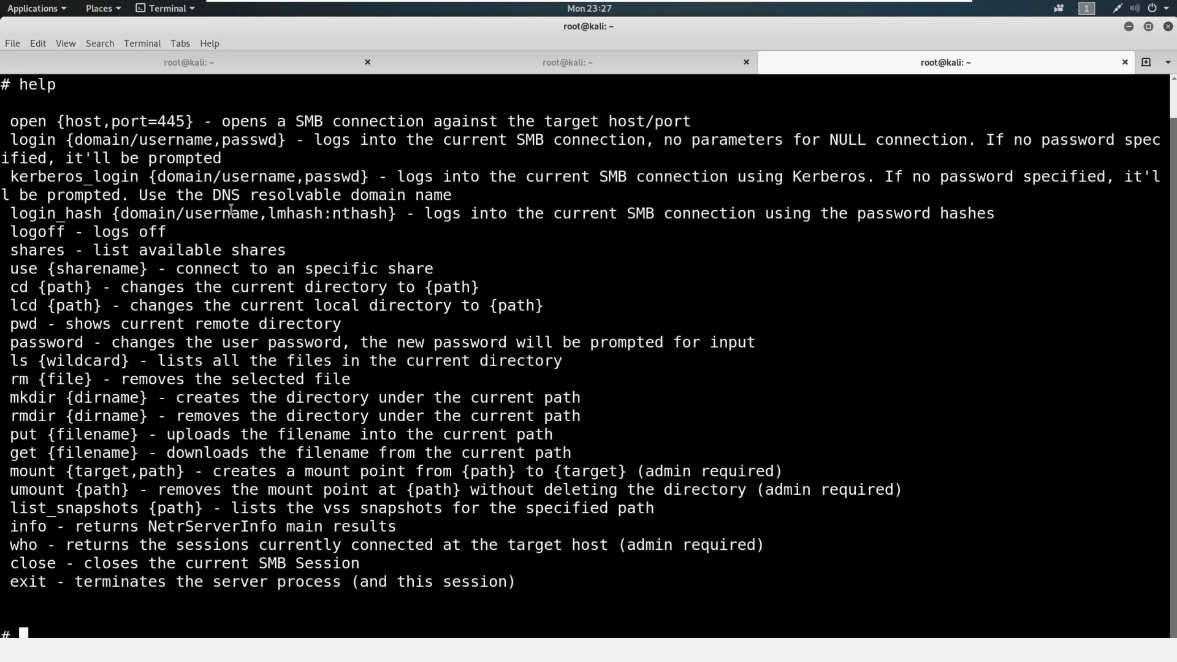 Applications Places Terminal Mon 23:27 1
root@kali: ~
File Edit View Search Terminal Tabs Help
root@kali: ~ root@kali: ~ root@kali: ~
# help
open {host,port=445} - opens a SMB connection against the target host/port
login {domain/username,passwd} - logs into the current SMB connection, no parameters for NULL connection. If no password spec
ified, it'll be prompted
kerberos_login {domain/username,passwd} - logs into the current SMB connection using Kerberos. If no password specified, it'l
l be prompted. Use the DNS resolvable domain name
login_hash {domain/username,lmhash:nthash} - logs into the current SMB connection using the password hashes
logoff - logs off
shares - list available shares
use {sharename} - connect to an specific share
cd {path} - changes the current directory to {path}
lcd {path} - changes the current local directory to {path}
pwd - shows current remote directory
password - changes the user password, the new password will be prompted for input
ls {wildcard} - lists all the files in the current directory
rm {file} - removes the selected file
mkdir {dirname} - creates the directory under the current path
rmdir {dirname} - removes the directory under the current path
put {filename} - uploads the filename into the current path
get {filename} - downloads the filename from the current path
mount {target,path} - creates a mount point from {path} to {target} (admin required)
umount {path} - removes the mount point at {path} without deleting the directory (admin required)
list_snapshots {path} - lists the vss snapshots for the specified path
info - returns NetrServerInfo main results
who - returns the sessions currently connected at the target host (admin required)
close - closes the current SMB Session
exit - terminates the server process (and this session)
#